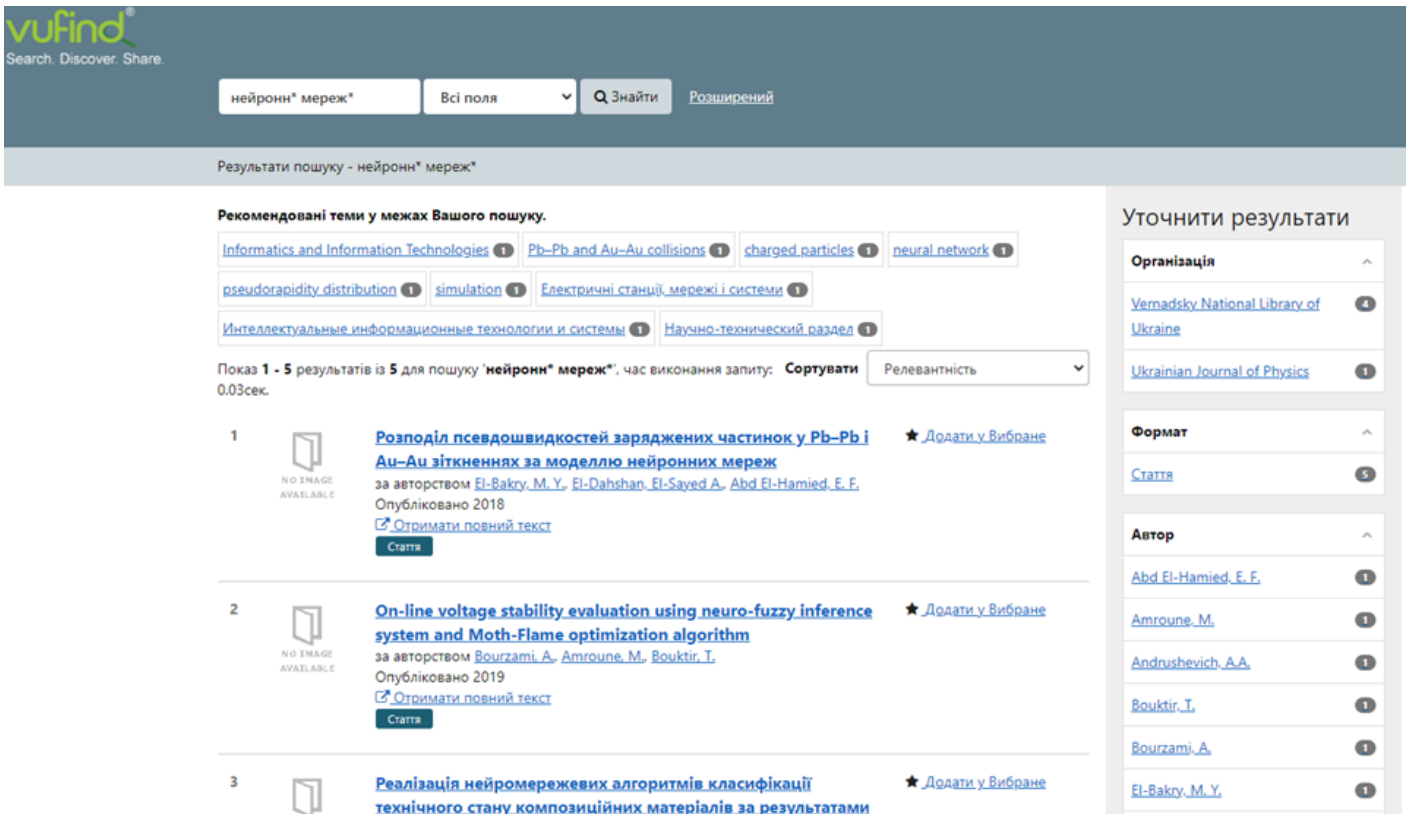 vufind®
Search. Discover. Share.
нейронн* мереж*
Всі поля
Знайти
Розширений
Результати пошуку - нейронн* мереж*
Рекомендовані теми у межах Вашого пошуку.
Informatics and Information Technologies 1 Pb–Pb and Au–Au collisions 1 charged particles 1 neural network 1
pseudorapidity distribution 1 simulation 1 Електричні станції, мережі і системи 1
Интеллектуальные информационные технологии и системы 1 Научно-технический раздел 1
Показ 1 - 5 результатів із 5 для пошуку 'нейронн* мереж*', час виконання запиту:
0.03сек.
Сортувати
Релевантність
1
NO IMAGE
AVAILABLE
Розподіл псевдошвидкостей заряджених частинок у Pb–Pb і
Au–Au зіткненнях за моделлю нейронних мереж
за авторством El-Bakry, M. Y., El-Dahshan, El-Sayed A., Abd El-Hamied, E. F.
Опубліковано 2018
Отримати повний текст
Стаття
Додати у Вибране
2
NO IMAGE
AVAILABLE
On-line voltage stability evaluation using neuro-fuzzy inference
system and Moth-Flame optimization algorithm
за авторством Bourzami, A., Amroune, M., Bouktir, T.
Опубліковано 2019
Отримати повний текст
Стаття
Додати у Вибране
3
Реалізація нейромережевих алгоритмів класифікації
технічного стану композиційних матеріалів за результатами
Додати у Вибране
Уточнити результати
Організація
Vernadsky National Library of 4
Ukraine
Ukrainian Journal of Physics 1
Формат
Стаття 5
Автор
Abd El-Hamied, E. F. 1
Amroune, M. 1
Andrushevich, A.A. 1
Bouktir, T. 1
Bourzami, A. 1
El-Bakry, M. Y. 1